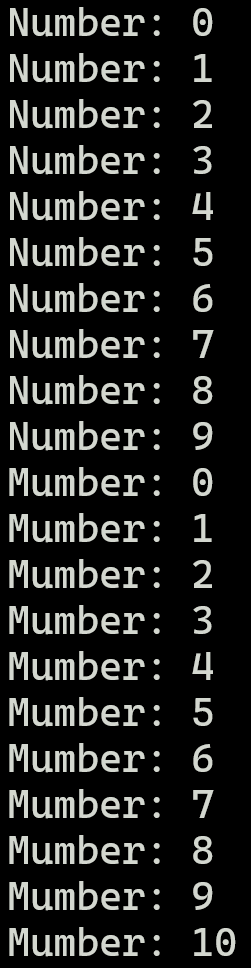 Number: 0
Number: 1
Number: 2
Number: 3
Number: 4
Number: 5
Number: 6
Number: 7
Number: 8
Number: 9
Mumber: 0
Mumber: 1
Mumber: 2
Mumber: 3
Mumber: 4
Mumber: 5
Mumber: 6
Mumber: 7
Mumber: 8
Mumber: 9
Mumber: 10